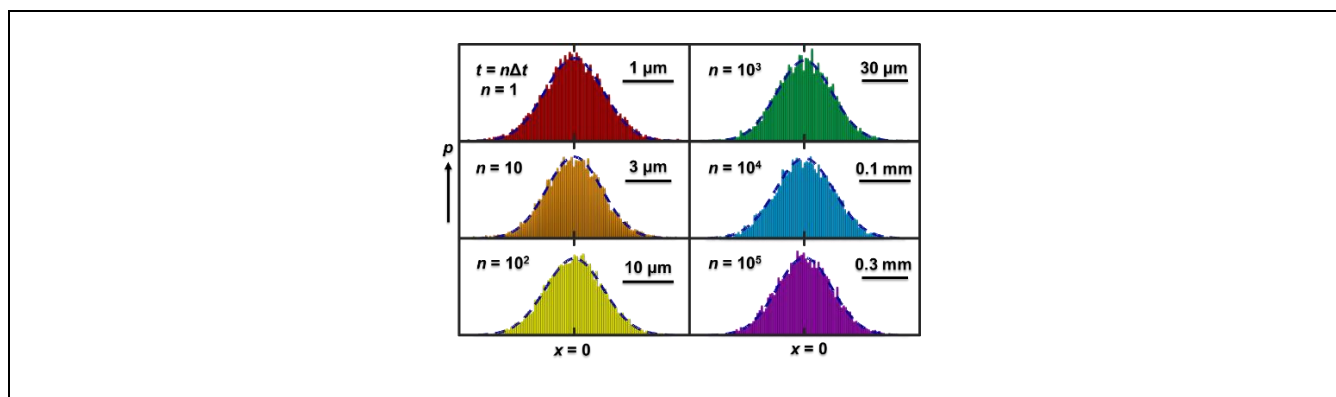 t = nΔt
n = 1
1 μm
n = 10³
30 μm
p
n = 10
3 μm
n = 10⁴
0.1 mm
n = 10²
10 μm
n = 10⁵
0.3 mm
x = 0
x = 0